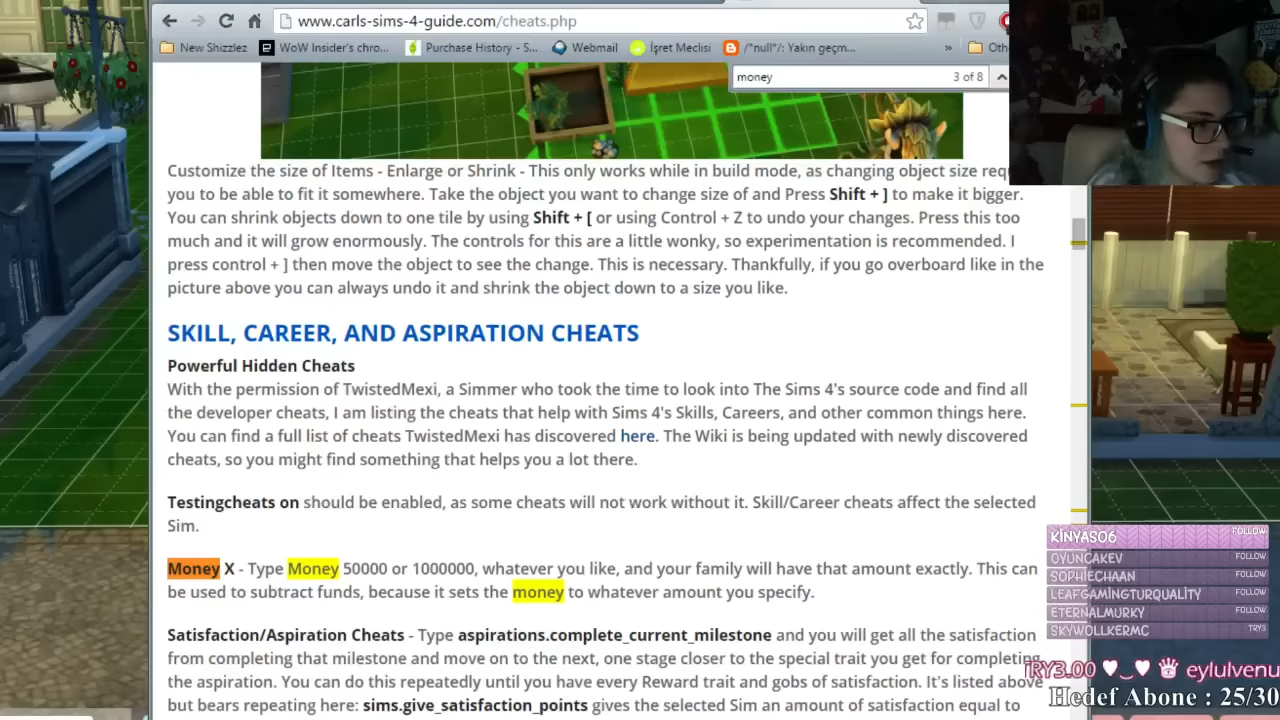 www.carls-sims-4-guide.com/cheats.php
New Shizzlez WoW Insider's chro... Purchase History - S... Webmail İşret Meclisi /*null*/: Yakın geçm... » Oth
money 3 of 8
Customize the size of Items - Enlarge or Shrink - This only works while in build mode, as changing object size req
you to be able to fit it somewhere. Take the object you want to change size of and Press Shift + ] to make it bigger.
You can shrink objects down to one tile by using Shift + [ or using Control + Z to undo your changes. Press this too
much and it will grow enormously. The controls for this are a little wonky, so experimentation is recommended. I
press control + ] then move the object to see the change. This is necessary. Thankfully, if you go overboard like in the
picture above you can always undo it and shrink the object down to a size you like.
SKILL, CAREER, AND ASPIRATION CHEATS
Powerful Hidden Cheats
With the permission of TwistedMexi, a Simmer who took the time to look into The Sims 4's source code and find all
the developer cheats, I am listing the cheats that help with Sims 4's Skills, Careers, and other common things here.
You can find a full list of cheats TwistedMexi has discovered here. The Wiki is being updated with newly discovered
cheats, so you might find something that helps you a lot there.
Testingcheats on should be enabled, as some cheats will not work without it. Skill/Career cheats affect the selected
Sim.
Money X - Type Money 50000 or 1000000, whatever you like, and your family will have that amount exactly. This can
be used to subtract funds, because it sets the money to whatever amount you specify.
Satisfaction/Aspiration Cheats - Type aspirations.complete_current_milestone and you will get all the satisfaction
from completing that milestone and move on to the next, one stage closer to the special trait you get for completing
the aspiration. You can do this repeatedly until you have every Reward trait and gobs of satisfaction. It's listed above
but bears repeating here: sims.give_satisfaction_points gives the selected Sim an amount of satisfaction equal to
KİNYAS06 FOLLOW
OYUNCAKEV FOLLOW
SOPHİECHAAN FOLLOW
LEAFGAMİNGTURQUALİTY FOLLOW
ETERNALMURKY FOLLOW
SKYWOLLKERMC TRY3
TRY3.00 ♥‿♥ eylulvenu
Hedef Abone : 25/30